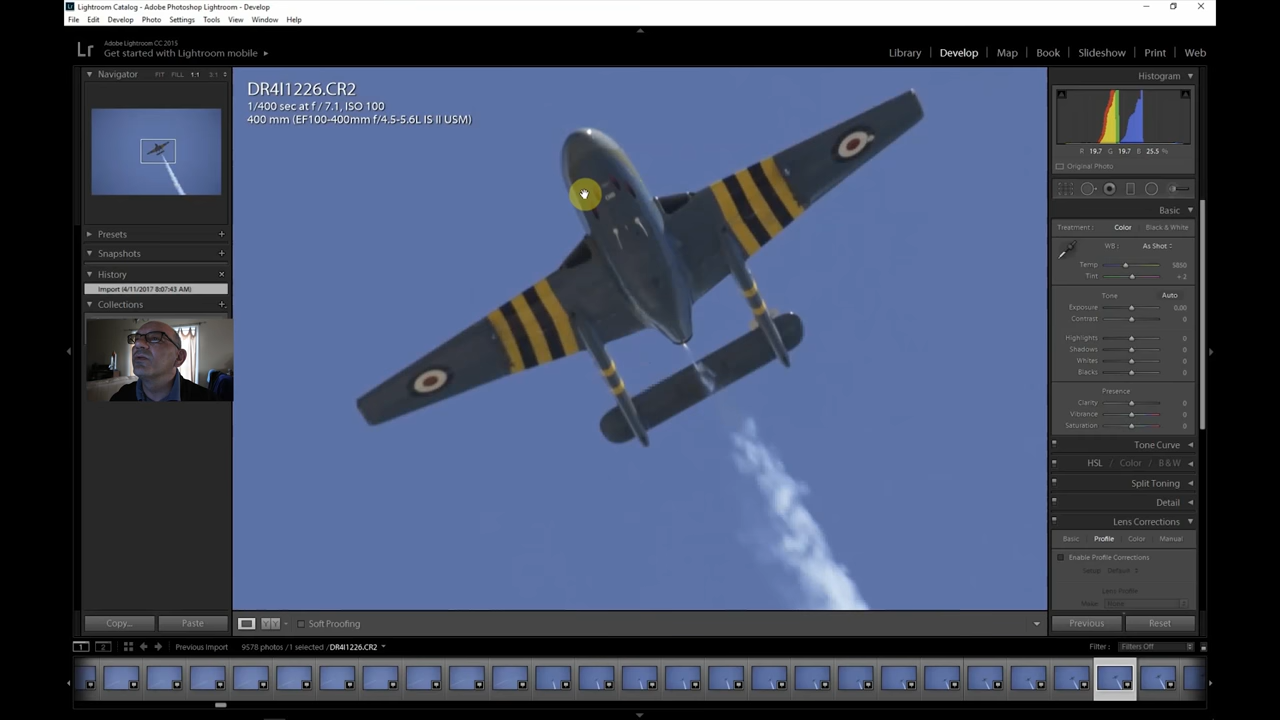 Lightroom Catalog - Adobe Photoshop Lightroom - Develop
File Edit Develop Photo Settings Tools View Window Help
Lr
Adobe Lightroom CC 2015
Get started with Lightroom mobile
Library Develop Map Book Slideshow Print Web
Navigator FIT FILL 1:1 3:1
Histogram
DR4I1226.CR2
1/400 sec at f / 7.1, ISO 100
400 mm (EF100-400mm f/4.5-5.6L IS II USM)
R 19.7 G 19.7 B 25.5 %
Original Photo
Basic
Treatment: Color Black & White
Presets
WB: As Shot
Snapshots
Temp 5850
History
Tint + 2
Import (4/11/2017 8:07:43 AM)
Tone Auto
Collections
Exposure 0.00
Contrast 0
Highlights 0
Shadows 0
Whites 0
Blacks 0
Presence
Clarity 0
Vibrance 0
Saturation 0
Tone Curve
HSL / Color / B & W
Split Toning
Detail
Lens Corrections
Basic Profile Color Manual
Enable Profile Corrections
Setup Default
Lens Profile
Make
Copy... Paste
Soft Proofing
Previous Reset
1 2
Previous Import 9578 photos / 1 selected / DR4I1226.CR2
Filter : Filters Off